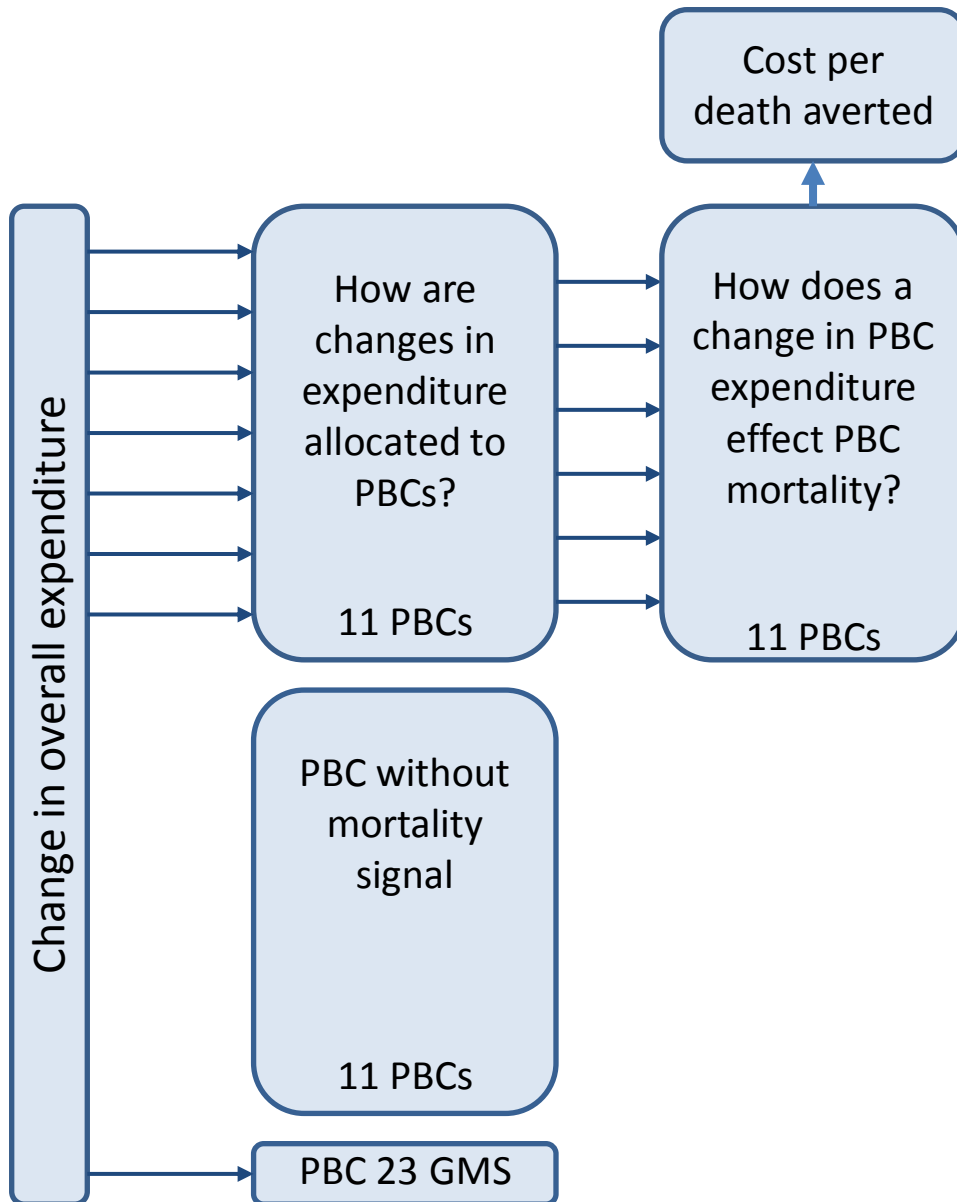 Cost per
death averted
Change in overall expenditure
How are
changes in
expenditure
allocated to
PBCs?
11 PBCs
How does a
change in PBC
expenditure
effect PBC
mortality?
11 PBCs
PBC without
mortality
signal
11 PBCs
PBC 23 GMS